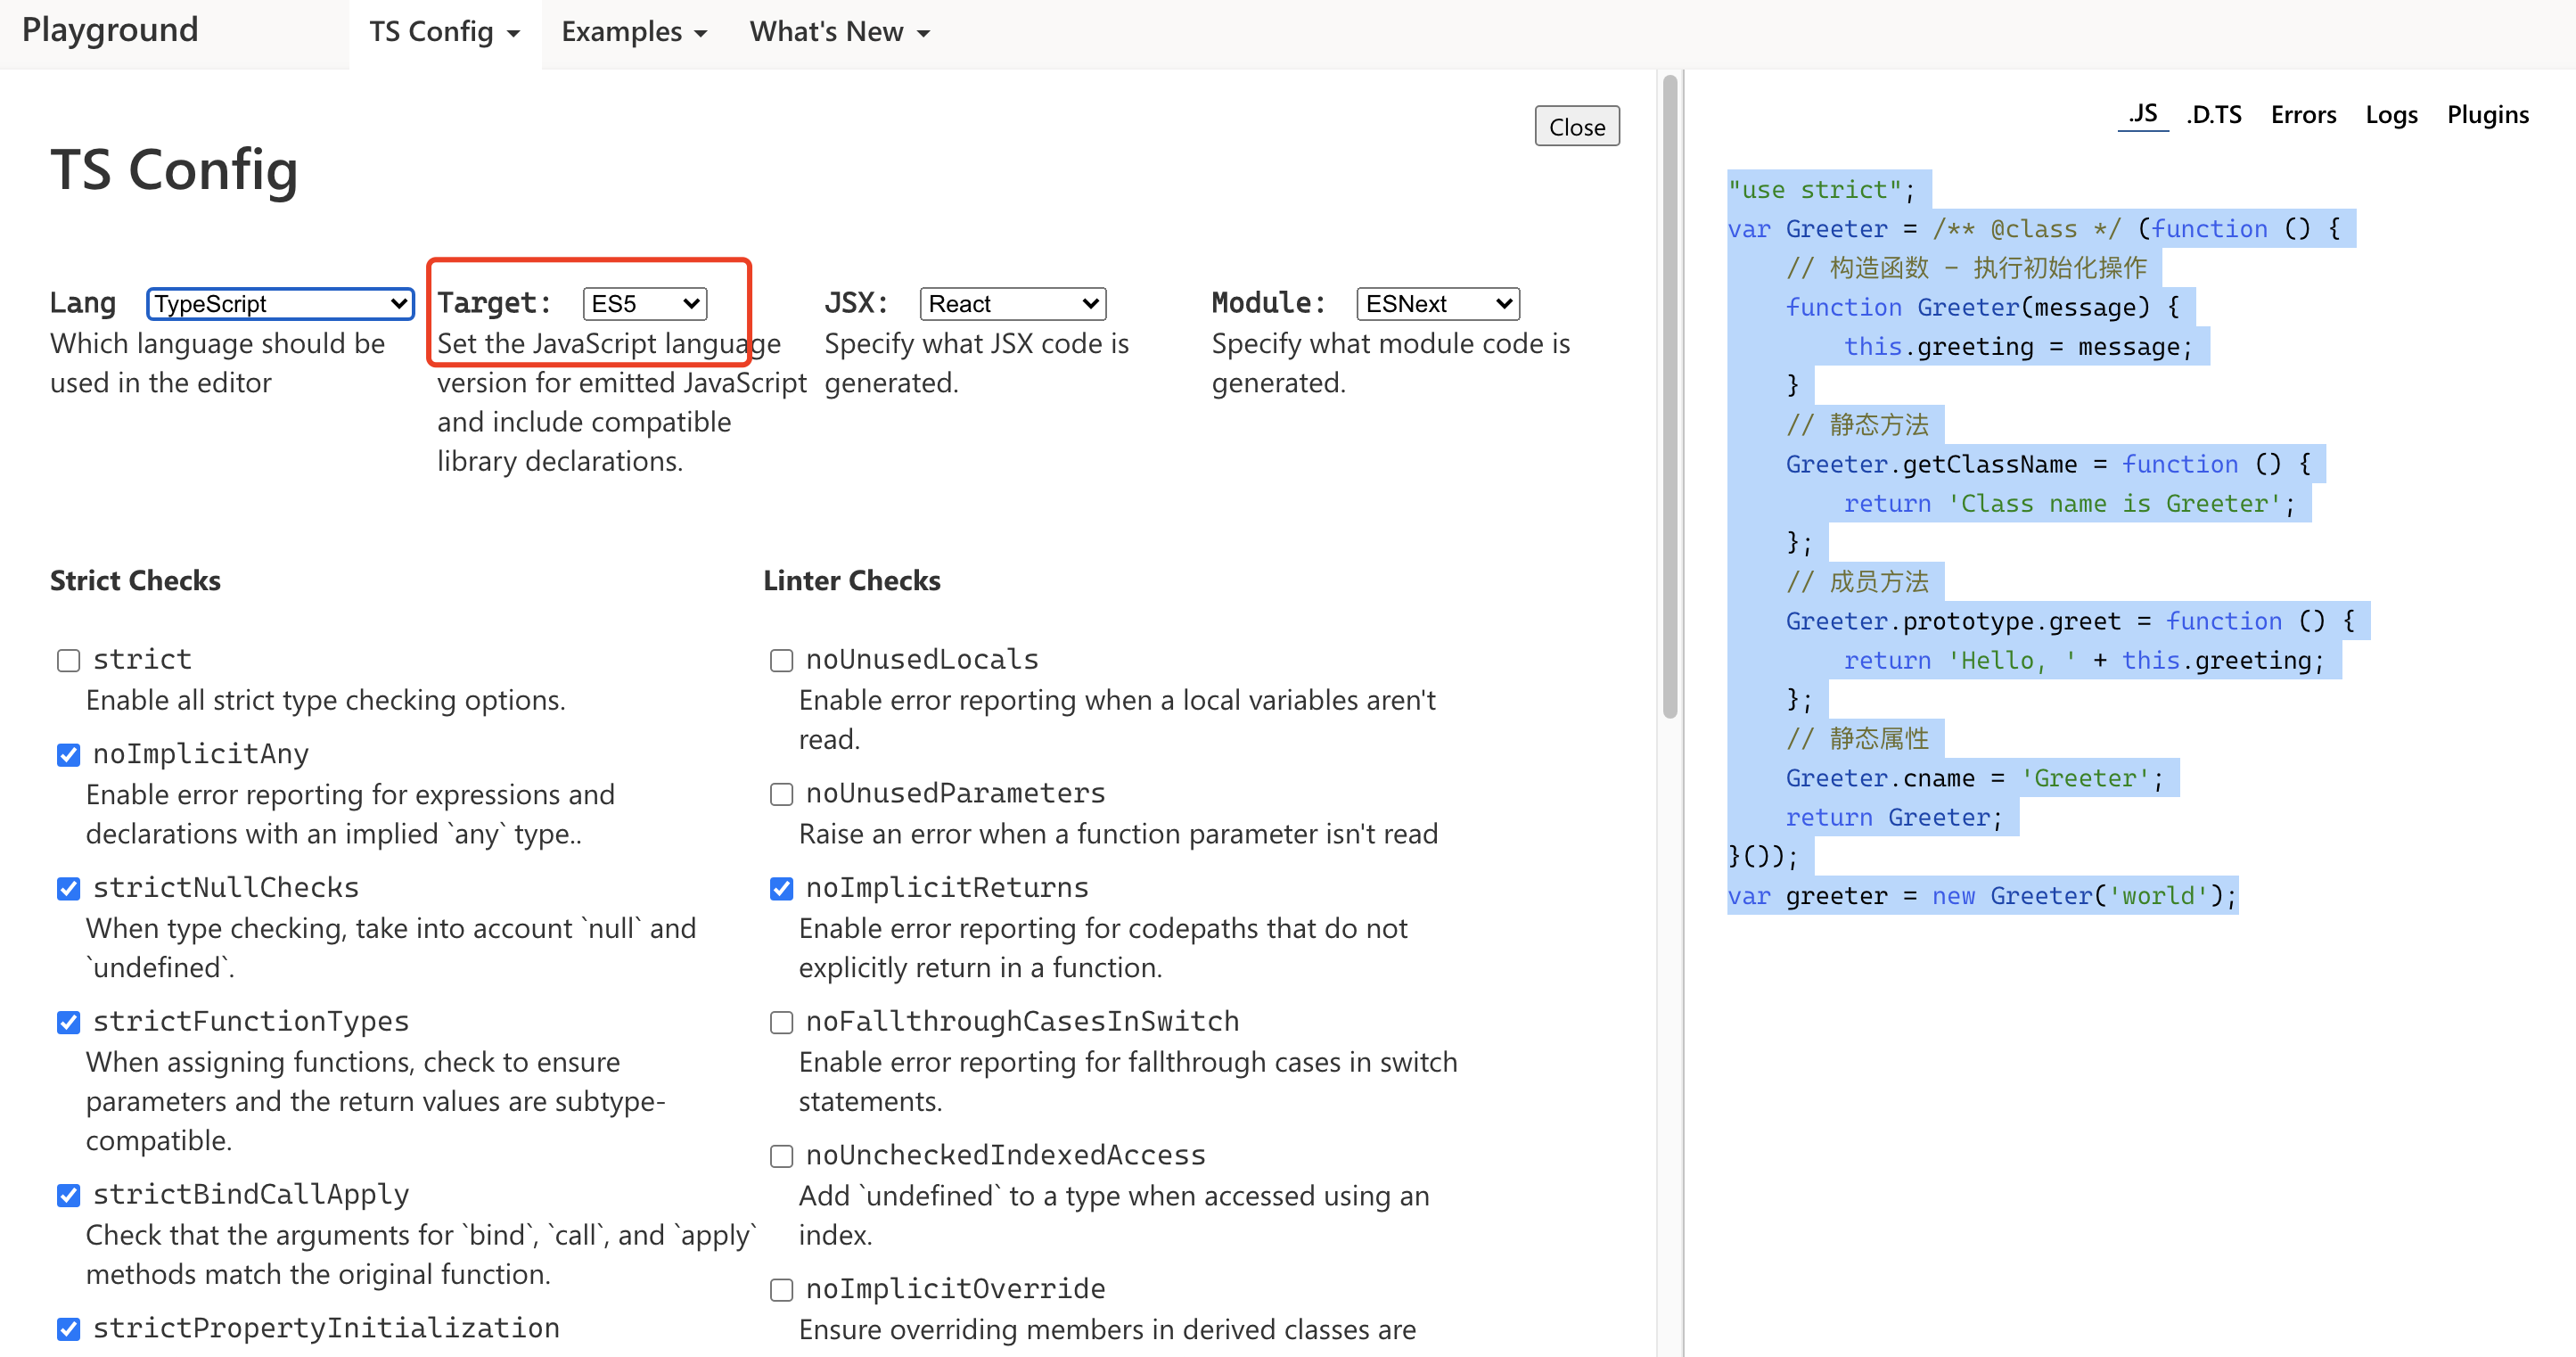 Playground
TS Config
Examples
What's New
Close
TS Config
Lang
TypeScript
Which language should be
used in the editor
Target:
ES5
Set the JavaScript language
version for emitted JavaScript
and include compatible
library declarations.
JSX:
React
Specify what JSX code is
generated.
Module:
ESNext
Specify what module code is
generated.
Strict Checks
strict
Enable all strict type checking options.
noImplicitAny
Enable error reporting for expressions and
declarations with an implied `any` type..
strictNullChecks
When type checking, take into account `null` and
`undefined`.
strictFunctionTypes
When assigning functions, check to ensure
parameters and the return values are subtype-
compatible.
strictBindCallApply
Check that the arguments for `bind`, `call`, and `apply`
methods match the original function.
strictPropertyInitialization
Linter Checks
noUnusedLocals
Enable error reporting when a local variables aren't
read.
noUnusedParameters
Raise an error when a function parameter isn't read
noImplicitReturns
Enable error reporting for codepaths that do not
explicitly return in a function.
noFallthroughCasesInSwitch
Enable error reporting for fallthrough cases in switch
statements.
noUncheckedIndexedAccess
Add `undefined` to a type when accessed using an
index.
noImplicitOverride
Ensure overriding members in derived classes are
.JS
.D.TS
Errors
Logs
Plugins
"use strict";
var Greeter = /** @class */ (function () {
    // 构造函数 - 执行初始化操作
    function Greeter(message) {
        this.greeting = message;
    }
    // 静态方法
    Greeter.getClassName = function () {
        return 'Class name is Greeter';
    };
    // 成员方法
    Greeter.prototype.greet = function () {
        return 'Hello, ' + this.greeting;
    };
    // 静态属性
    Greeter.cname = 'Greeter';
    return Greeter;
}());
var greeter = new Greeter('world');